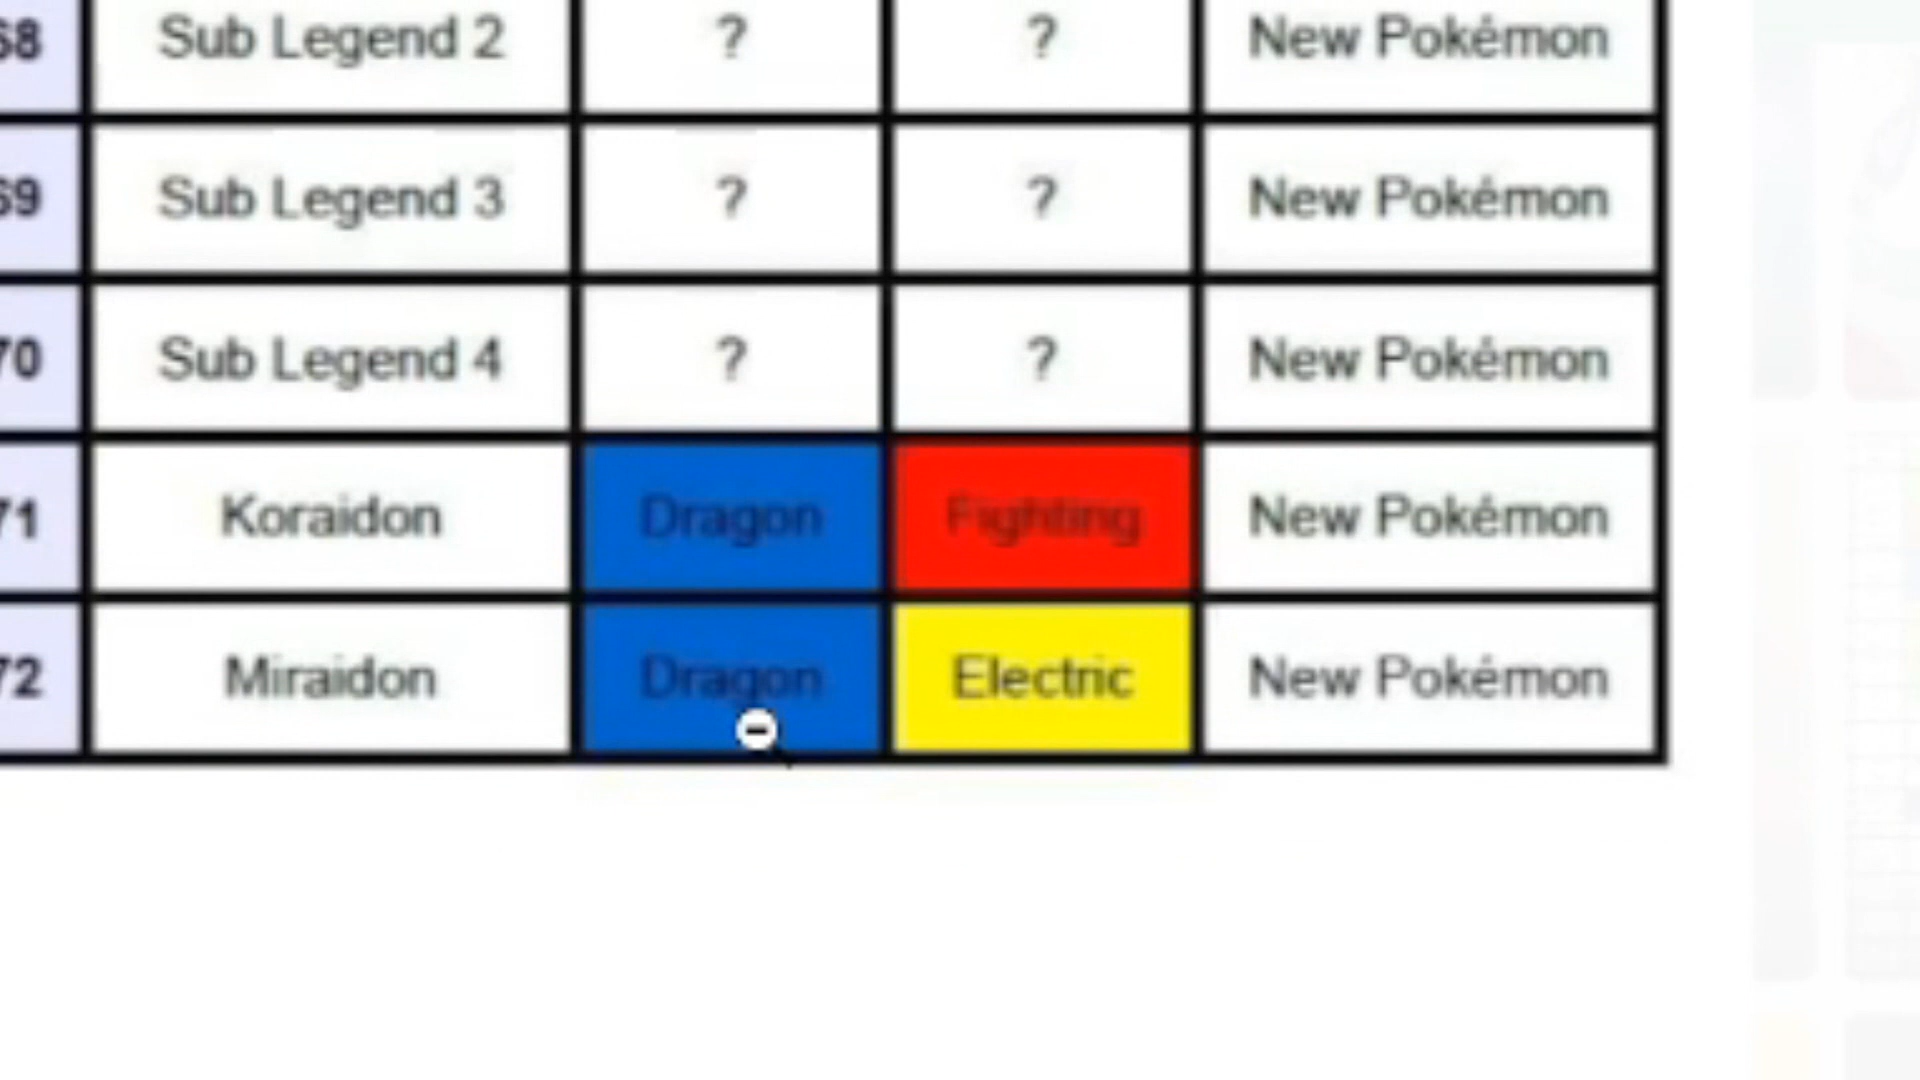 68 Sub Legend 2 ? ? New Pokémon
69 Sub Legend 3 ? ? New Pokémon
70 Sub Legend 4 ? ? New Pokémon
71 Koraidon Dragon Fighting New Pokémon
72 Miraidon Dragon Electric New Pokémon